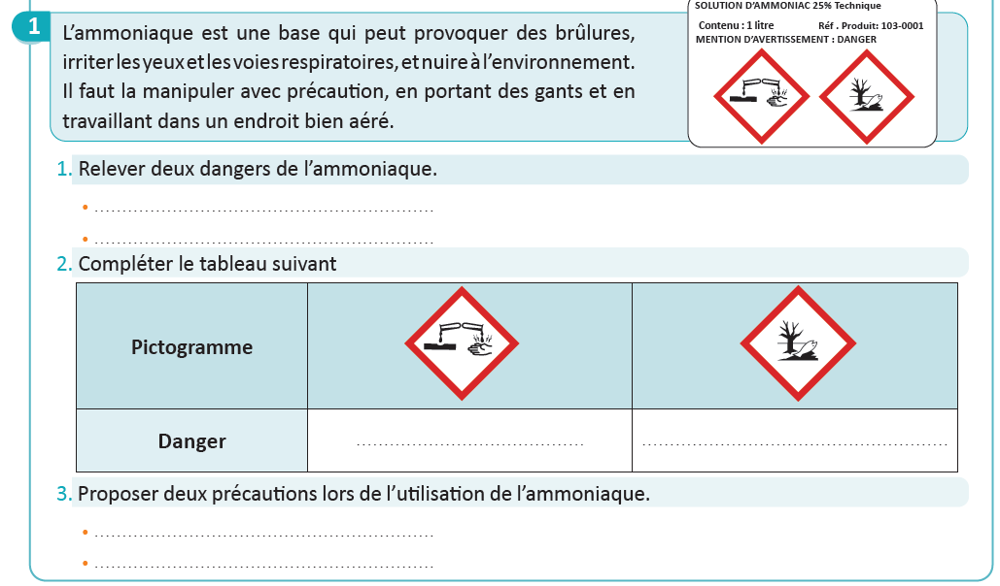 SOLUTION D'AMMONIAC 25% Technique
Contenu : 1 litre Réf . Produit: 103-0001
MENTION D'AVERTISSEMENT : DANGER
1
L'ammoniaque est une base qui peut provoquer des brûlures,
irriter les yeux et les voies respiratoires, et nuire à l'environnement.
Il faut la manipuler avec précaution, en portant des gants et en
travaillant dans un endroit bien aéré.
1. Relever deux dangers de l'ammoniaque.
• ............................................................
• ............................................................
2. Compléter le tableau suivant
Pictogramme
Danger ......................................... .......................................................
3. Proposer deux précautions lors de l'utilisation de l'ammoniaque.
• ............................................................
• ............................................................